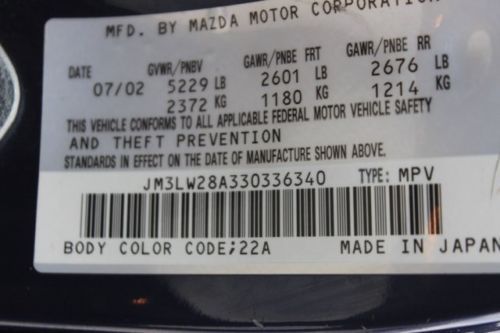 MFD. BY MAZDA MOTOR CORPORATION
DATE GVWR/PNBV GAWR/PNBE FRT GAWR/PNBE RR
07/02 5229 LB 2601 LB 2676 LB
2372 KG 1180 KG 1214 KG
THIS VEHICLE CONFORMS TO ALL APPLICABLE FEDERAL MOTOR VEHICLE SAFETY
AND THEFT PREVENTION
STANDARDS IN EFFECT ON THE DATE OF MANUFACTURE SHOWN ABOVE.
JM3LW28A330336340 TYPE: MPV
BODY COLOR CODE;22A MADE IN JAPAN